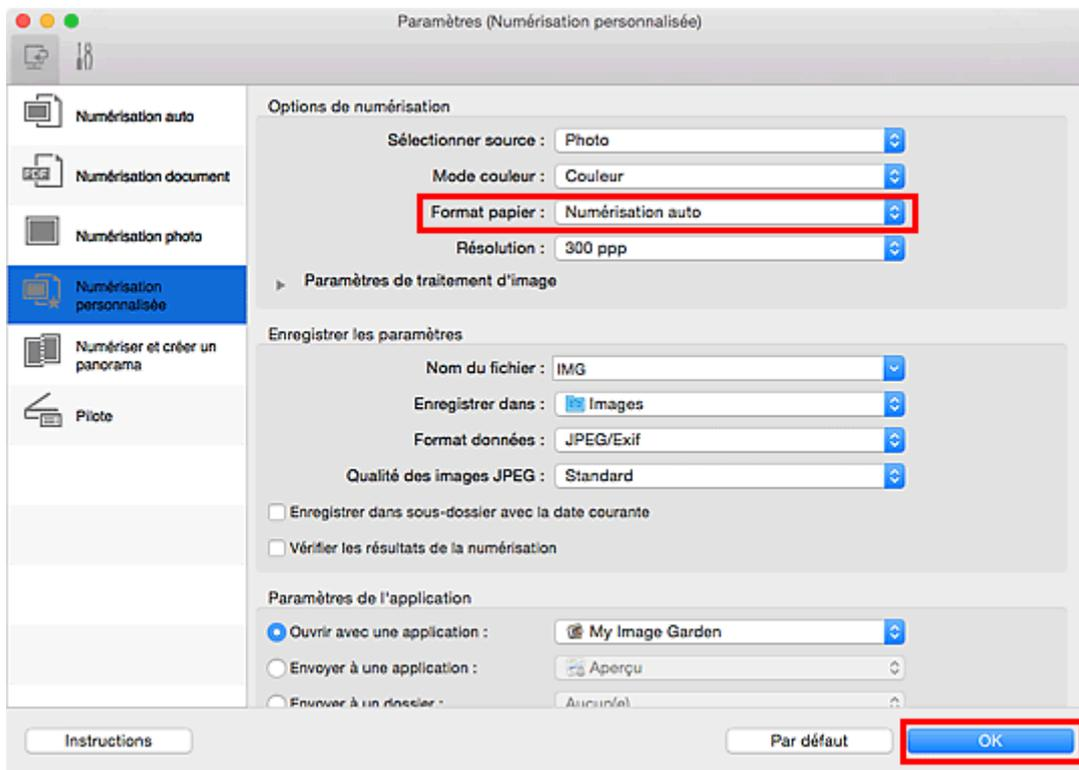 Paramètres (Numérisation personnalisée)
Numérisation auto
Numérisation document
Numérisation photo
Numérisation
personnalisée
Numériser et créer un
panorama
Pilote
Options de numérisation
Sélectionner source : Photo
Mode couleur : Couleur
Format papier : Numérisation auto
Résolution : 300 ppp
Paramètres de traitement d'image
Enregistrer les paramètres
Nom du fichier : IMG
Enregistrer dans : Images
Format données : JPEG/Exif
Qualité des images JPEG : Standard
Enregistrer dans sous-dossier avec la date courante
Vérifier les résultats de la numérisation
Paramètres de l'application
Ouvrir avec une application : My Image Garden
Envoyer à une application : Aperçu
Envoyer à un dossier : Aucun(e)
Instructions
Par défaut
OK